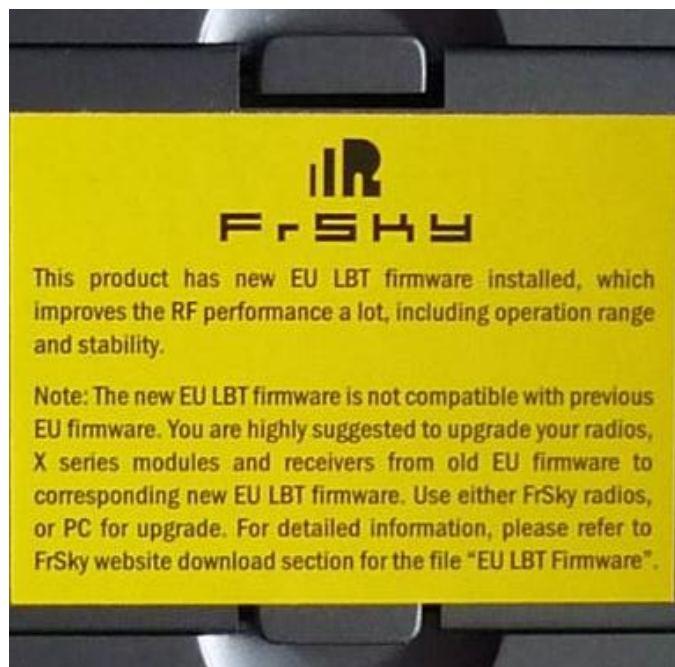 FrSKY
This product has new EU LBT firmware installed, which
improves the RF performance a lot, including operation range
and stability.
Note: The new EU LBT firmware is not compatible with previous
EU firmware. You are highly suggested to upgrade your radios,
X series modules and receivers from old EU firmware to
corresponding new EU LBT firmware. Use either FrSky radios,
or PC for upgrade. For detailed information, please refer to
FrSky website download section for the file “EU LBT Firmware”.